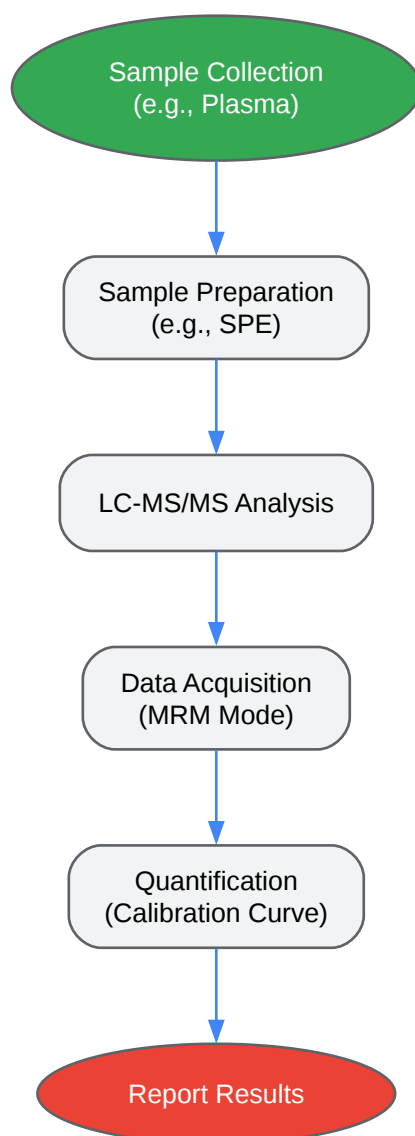 Sample Collection
(e.g., Plasma)
Sample Preparation
(e.g., SPE)
LC-MS/MS Analysis
Data Acquisition
(MRM Mode)
Quantification
(Calibration Curve)
Report Results